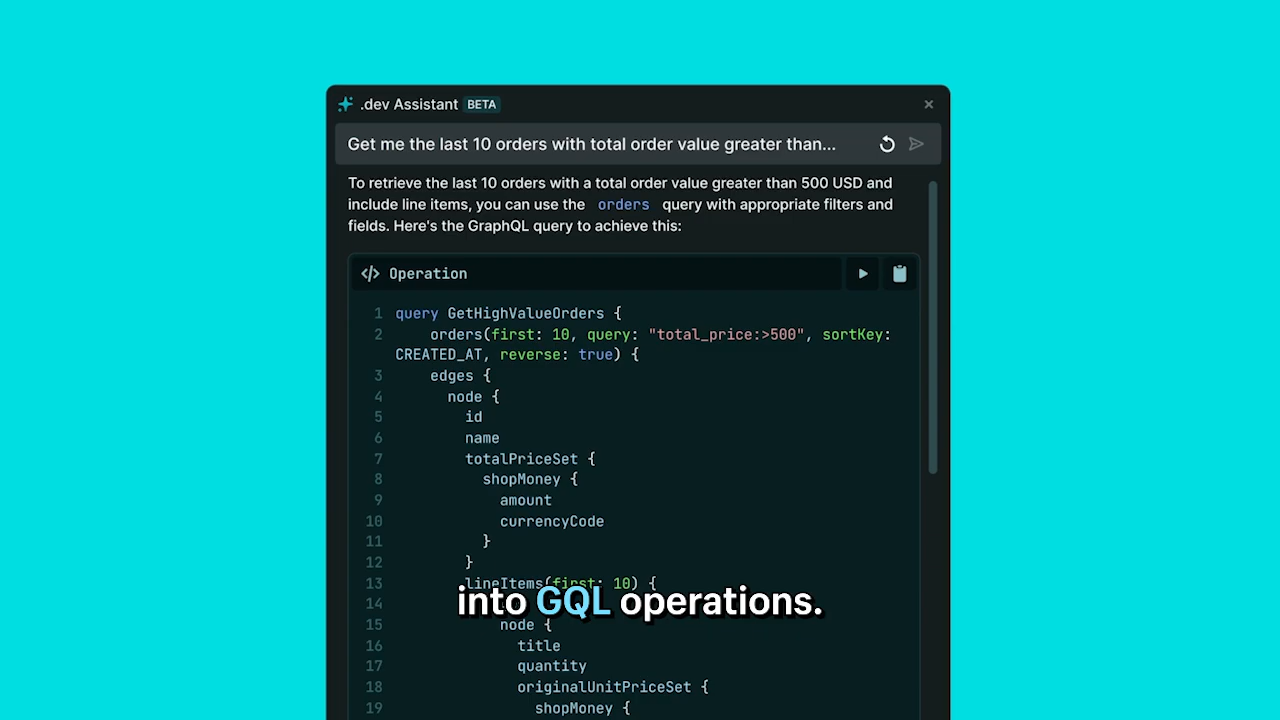 .dev Assistant BETA
Get me the last 10 orders with total order value greater than...
To retrieve the last 10 orders with a total order value greater than 500 USD and
include line items, you can use the orders query with appropriate filters and
fields. Here's the GraphQL query to achieve this:
</> Operation
1 query GetHighValueOrders {
2 orders(first: 10, query: "total_price:>500", sortKey:
CREATED_AT, reverse: true) {
3 edges {
4 node {
5 id
6 name
7 totalPriceSet {
8 shopMoney {
9 amount
10 currencyCode
11 }
12 }
13 lineItems(first: 10) {
14
into GQL operations.
15 node {
16 title
17 quantity
18 originalUnitPriceSet {
19 shopMoney {